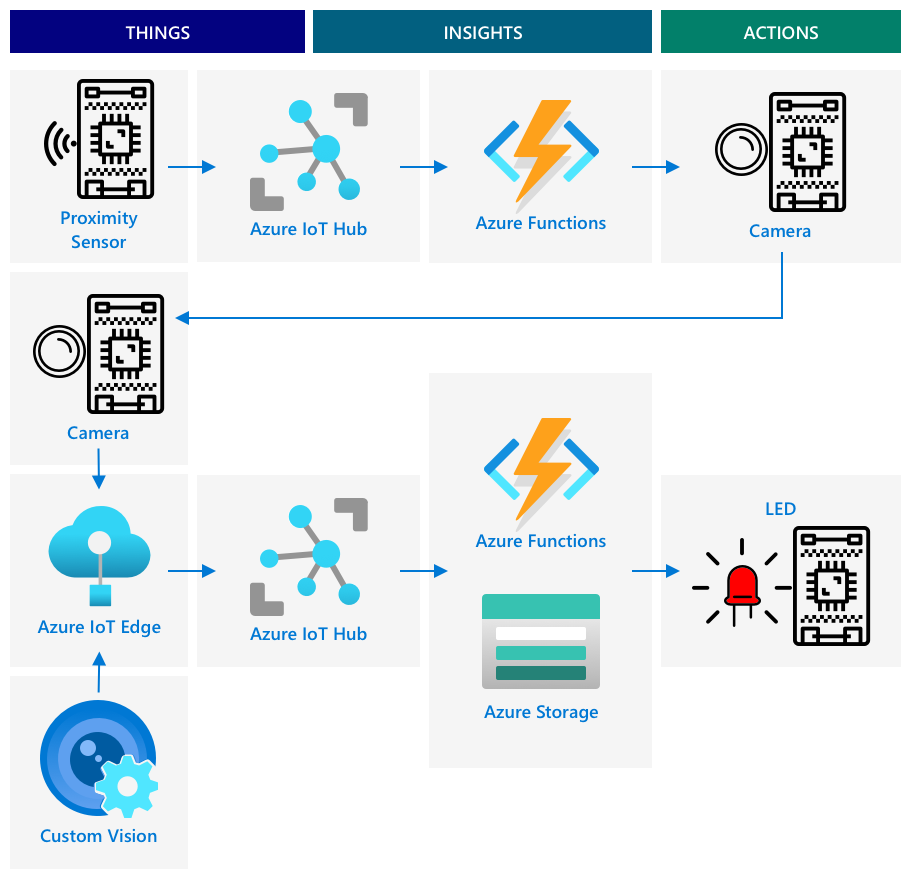 THINGS
INSIGHTS
ACTIONS
Proximity
Sensor
Azure IoT Hub
Azure Functions
Camera
Camera
Azure IoT Edge
Azure IoT Hub
Azure Functions
Azure Storage
LED
Custom Vision